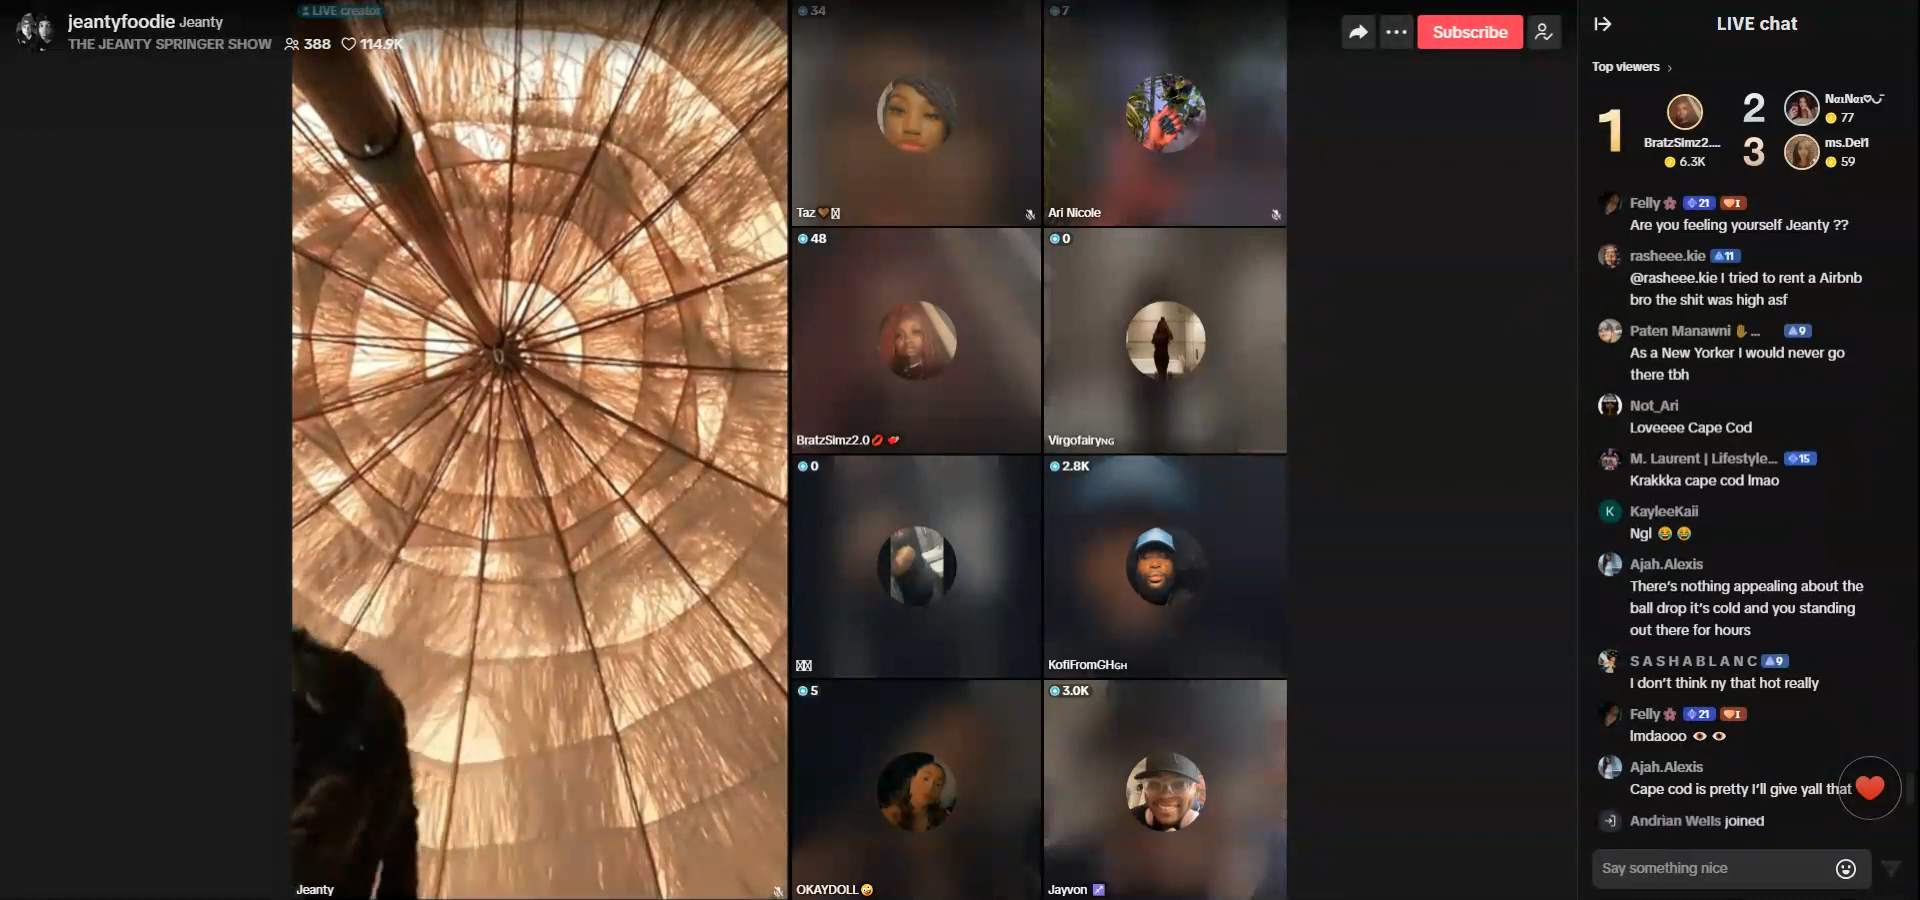 jeantyfoodie Jeanty
THE JEANTY SPRINGER SHOW 388 114.9K
LIVE creator
34
7
Subscribe
Taz
Ari Nicole
48
0
BratzSimz2.0
Virgofairy NG
0
2.8K
KofiFromGH GH
5
3.0K
Jeanty
OKAYDOLL
Jayvon
LIVE chat
Top viewers
1
BratzSimz2....
6.3K
2
NaiNai
77
3
ms.Del1
59
Felly 21 I
Are you feeling yourself Jeanty ??
rasheee.kie 11
@rasheee.kie I tried to rent a Airbnb
bro the shit was high asf
Paten Manawni ... 9
As a New Yorker I would never go
there tbh
Not_Ari
Loveeee Cape Cod
M. Laurent | Lifestyle... 15
Krakkka cape cod lmao
K KayleeKaii
Ngl 😂 😂
Ajah.Alexis
There's nothing appealing about the
ball drop it's cold and you standing
out there for hours
S A S H A B L A N C 9
I don't think ny that hot really
Felly 21 I
lmdaooo 👁 👁
Ajah.Alexis
Cape cod is pretty I'll give yall that
Andrian Wells joined
Say something nice